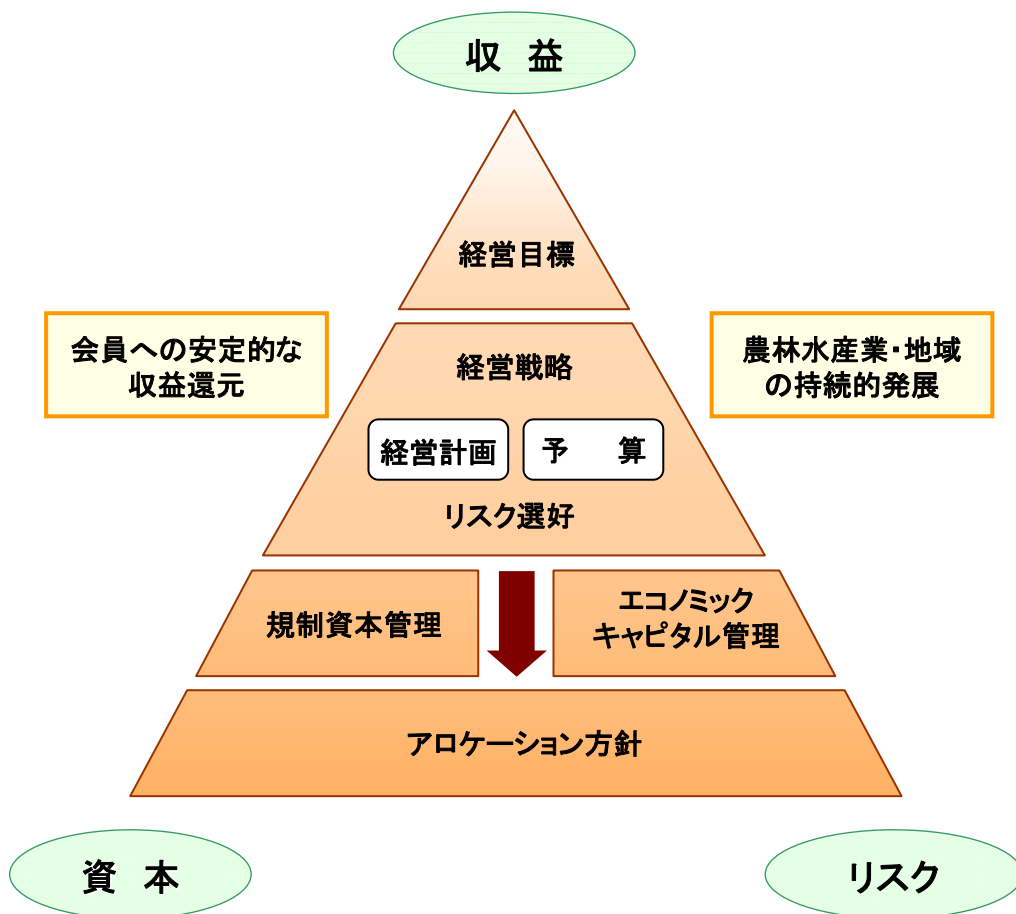 収 益
経営目標
会員への安定的な
収益還元
農林水産業・地域
の持続的発展
経営戦略
経営計画
予 算
リスク選好
規制資本管理
エコノミック
キャピタル管理
アロケーション方針
資 本
リスク